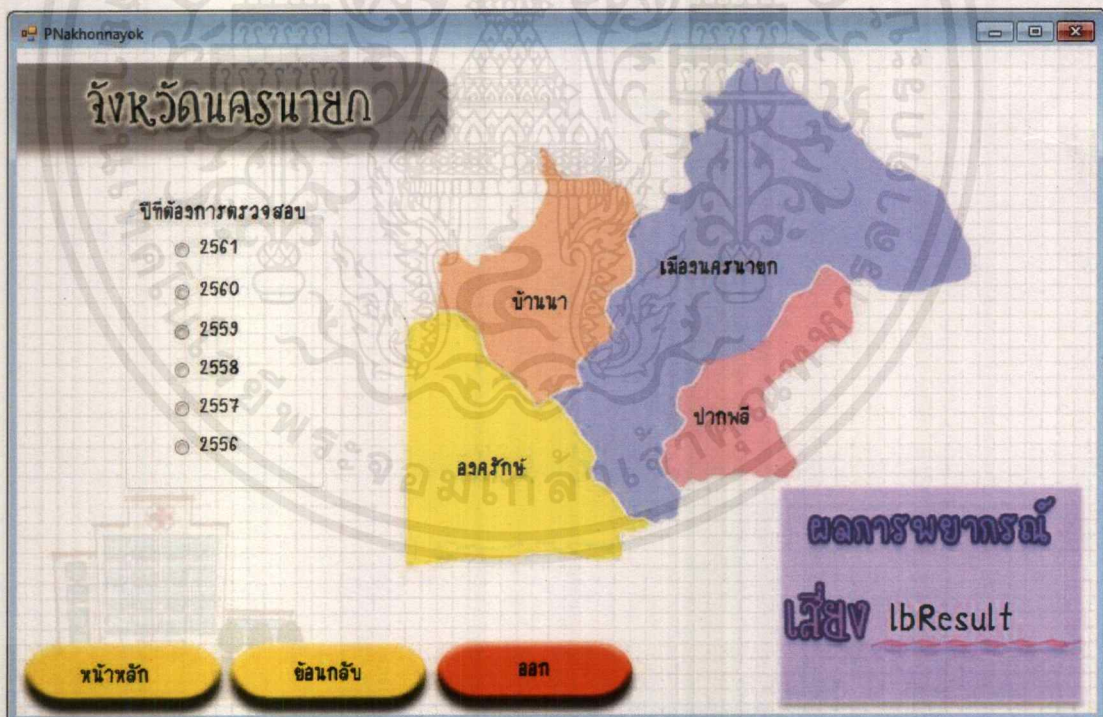 PNakhonnayok
จังหวัดนครนายก
ปีที่ต้องการตรวจสอบ
2561
2560
2559
2558
2557
2556
เมืองนครนายก
บ้านนา
ปากพลี
องครักษ์
ผลการพยากรณ์
เสี่ยง lbResult
หน้าหลัก
ย้อนกลับ
ออก